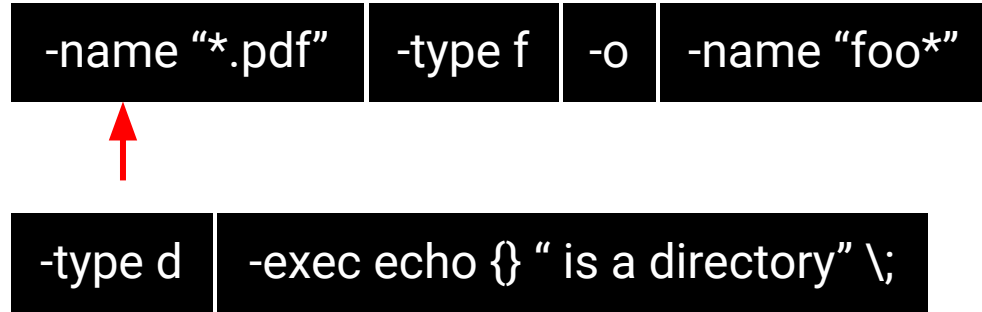 -name “*.pdf” -type f -o -name “foo*”
-type d -exec echo {} “ is a directory” \;